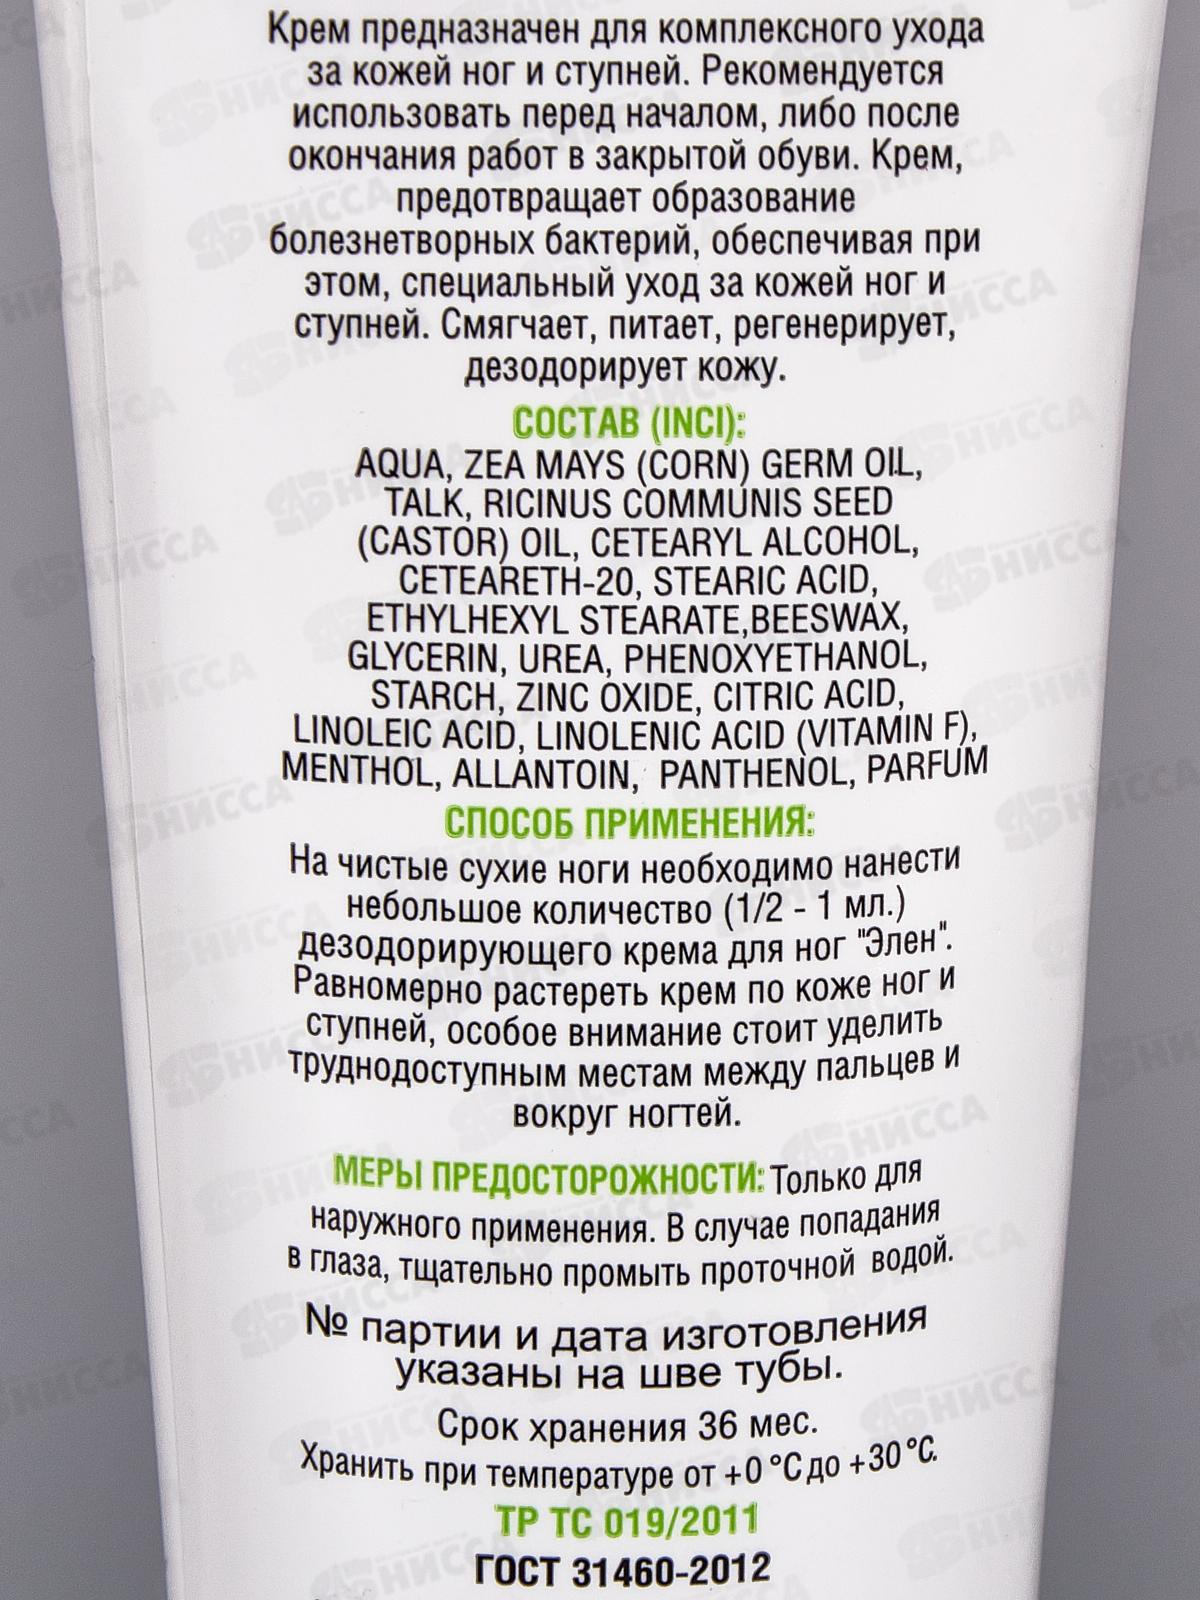 Крем предназначен для комплексного ухода
за кожей ног и ступней. Рекомендуется
использовать перед началом, либо после
окончания работ в закрытой обуви. Крем,
предотвращает образование
болезнетворных бактерий, обеспечивая при
этом, специальный уход за кожей ног и
ступней. Смягчает, питает, регенерирует,
дезодорирует кожу.
СОСТАВ (INCI):
AQUA, ZEA MAYS (CORN) GERM OIL,
TALK, RICINUS COMMUNIS SEED
(CASTOR) OIL, CETEARYL ALCOHOL,
CETEARETH-20, STEARIC ACID,
ETHYLHEXYL STEARATE,BEESWAX,
GLYCERIN, UREA, PHENOXYETHANOL,
STARCH, ZINC OXIDE, CITRIC ACID,
LINOLEIC ACID, LINOLENIC ACID (VITAMIN F),
MENTHOL, ALLANTOIN, PANTHENOL, PARFUM
СПОСОБ ПРИМЕНЕНИЯ:
На чистые сухие ноги необходимо нанести
небольшое количество (1/2 - 1 мл.)
дезодорирующего крема для ног "Элен".
Равномерно растереть крем по коже ног и
ступней, особое внимание стоит уделить
труднодоступным местам между пальцев и
вокруг ногтей.
МЕРЫ ПРЕДОСТОРОЖНОСТИ: Только для
наружного применения. В случае попадания
в глаза, тщательно промыть проточной водой.
№ партии и дата изготовления
указаны на шве тубы.
Срок хранения 36 мес.
Хранить при температуре от +0 °C до +30 °C.
ТР ТС 019/2011
ГОСТ 31460-2012